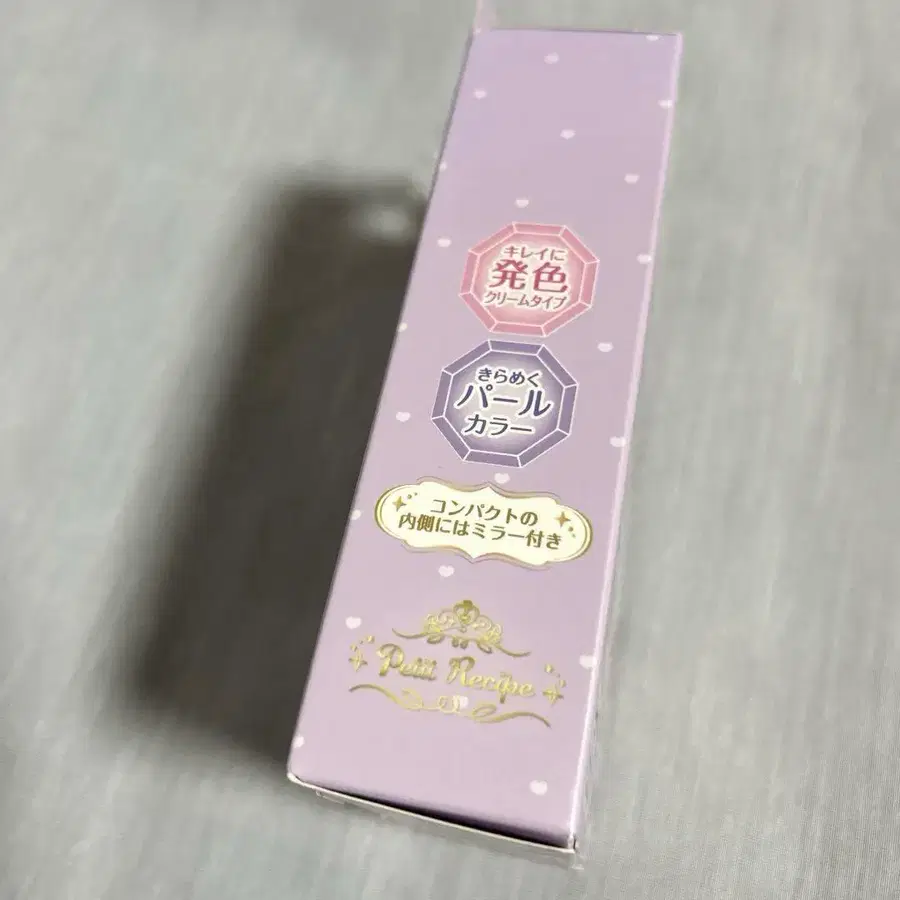 キレイに
発色
クリームタイプ
きらめく
パール
カラー
コンパクトの
内側にはミラー付き
Petit Recipe